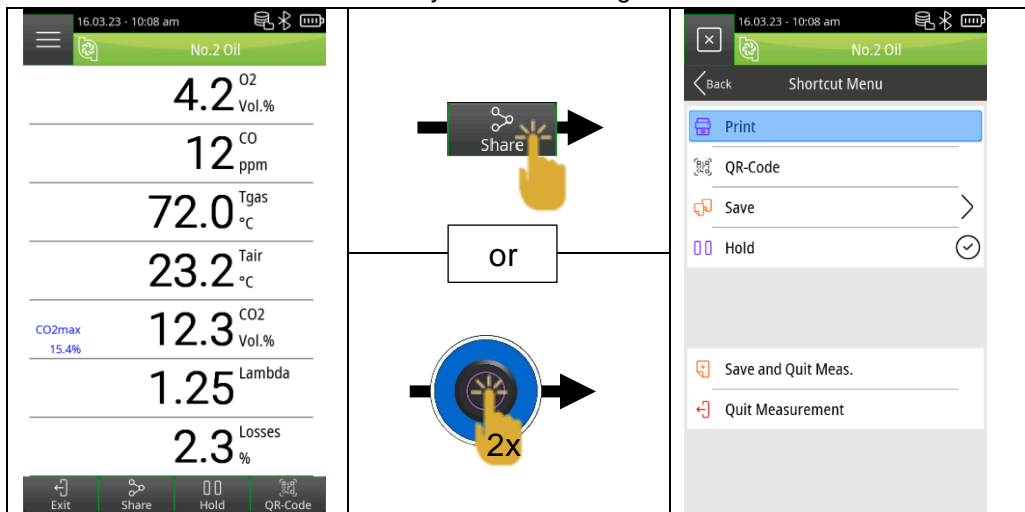 16.03.23 - 10:08 am
No.2 Oil
4.2 O2 Vol.%
12 CO ppm
72.0 Tgas °C
23.2 Tair °C
CO2max 15.4%
12.3 CO2 Vol.%
1.25 Lambda
2.3 Losses %
Exit Share Hold QR-Code
Share
or
2x
16.03.23 - 10:08 am
No.2 Oil
Back Shortcut Menu
Print
QR-Code
Save
Hold
Save and Quit Meas.
Quit Measurement